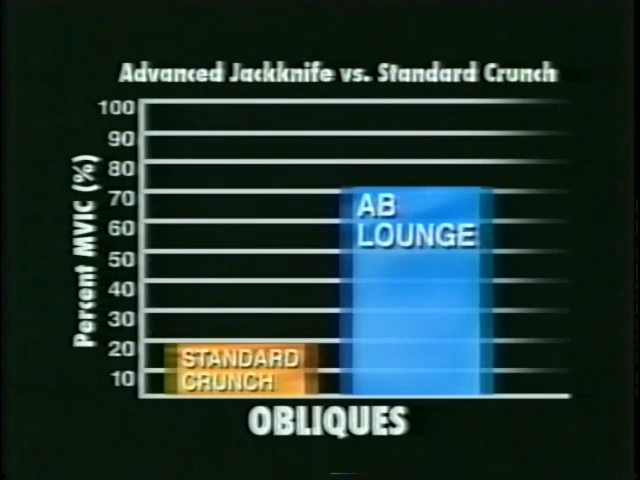 Advanced Jackknife vs. Standard Crunch
100
90
80
70
60
50
40
30
20
10
Percent MVIC (%)
AB
LOUNGE
STANDARD
CRUNCH
OBLIQUES